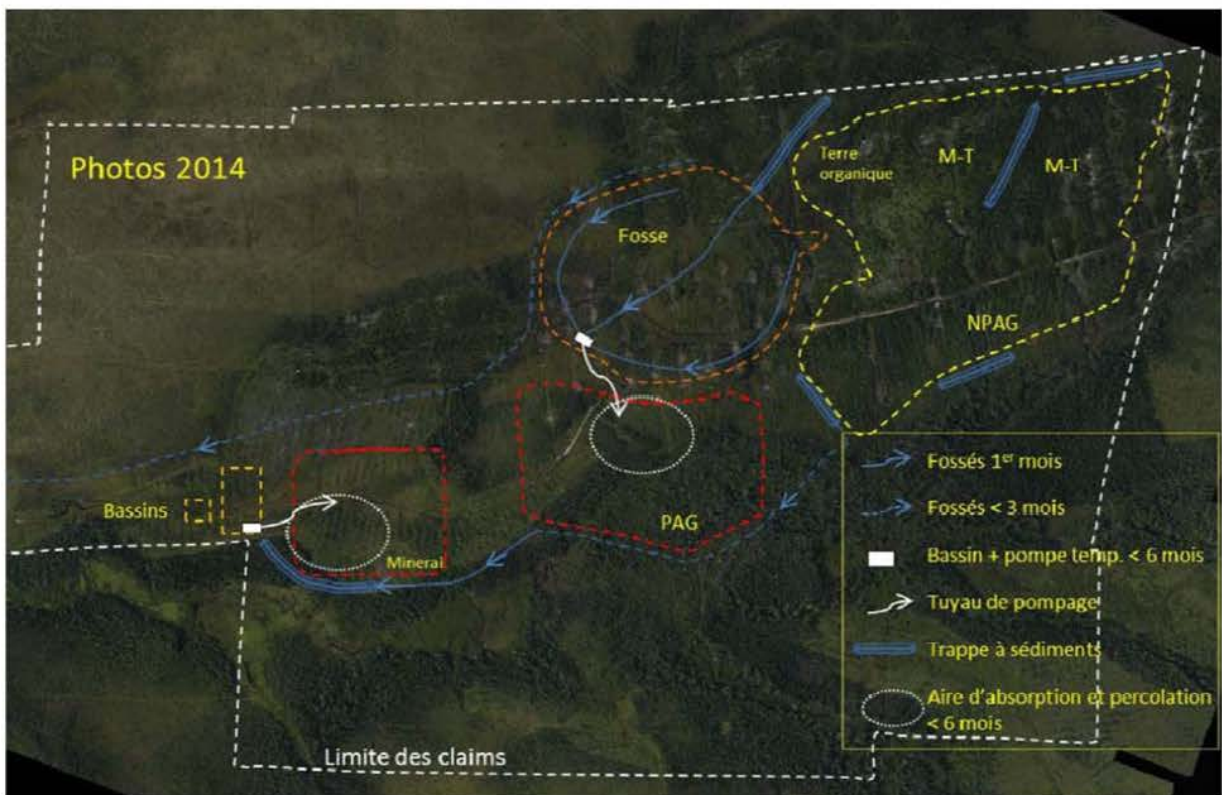 Photos 2014
Terre
organique
M-T
M-T
Fosse
NPAG
Bassins
Minerai
PAG
Fossés 1er mois
Fossés < 3 mois
Bassin + pompe temp. < 6 mois
Tuyau de pompage
Trappe à sédiments
Aire d'absorption et percolation
< 6 mois
Limite des claims